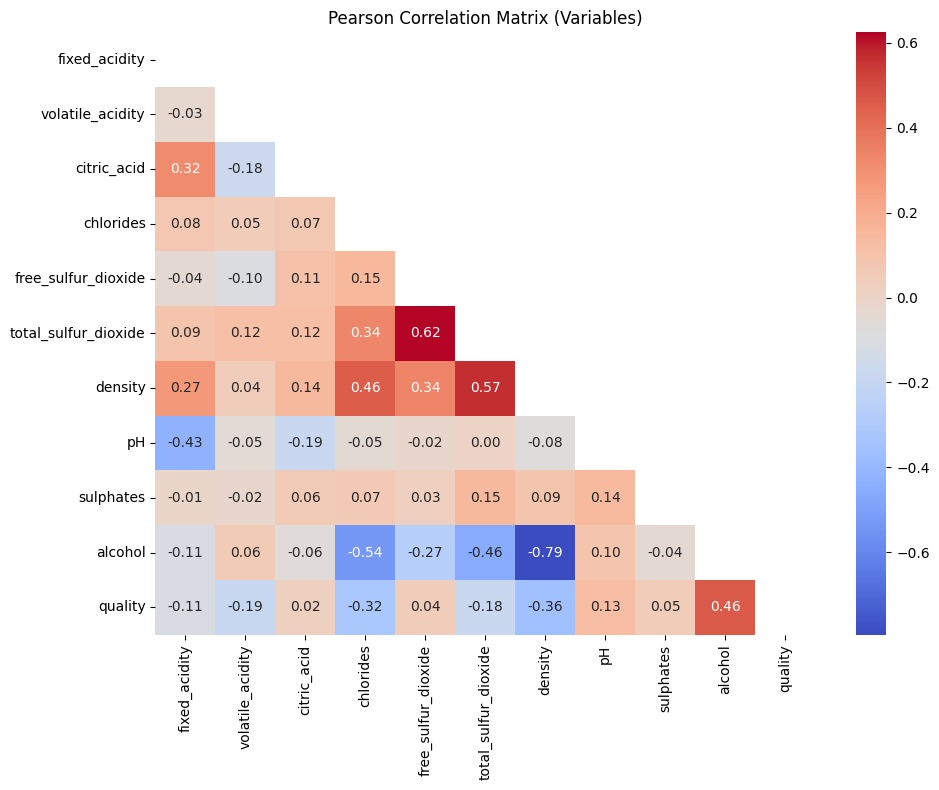 Pearson Correlation Matrix (Variables)
fixed_acidity
volatile_acidity -0.03
citric_acid 0.32 -0.18
chlorides 0.08 0.05 0.07
free_sulfur_dioxide -0.04 -0.10 0.11 0.15
total_sulfur_dioxide 0.09 0.12 0.12 0.34 0.62
density 0.27 0.04 0.14 0.46 0.34 0.57
pH -0.43 -0.05 -0.19 -0.05 -0.02 0.00 -0.08
sulphates -0.01 -0.02 0.06 0.07 0.03 0.15 0.09 0.14
alcohol -0.11 0.06 -0.06 -0.54 -0.27 -0.46 -0.79 0.10 -0.04
quality -0.11 -0.19 0.02 -0.32 0.04 -0.18 -0.36 0.13 0.05 0.46
fixed_acidity
volatile_acidity
citric_acid
chlorides
free_sulfur_dioxide
total_sulfur_dioxide
density
pH
sulphates
alcohol
quality
0.6
0.4
0.2
0.0
−0.2
−0.4
−0.6